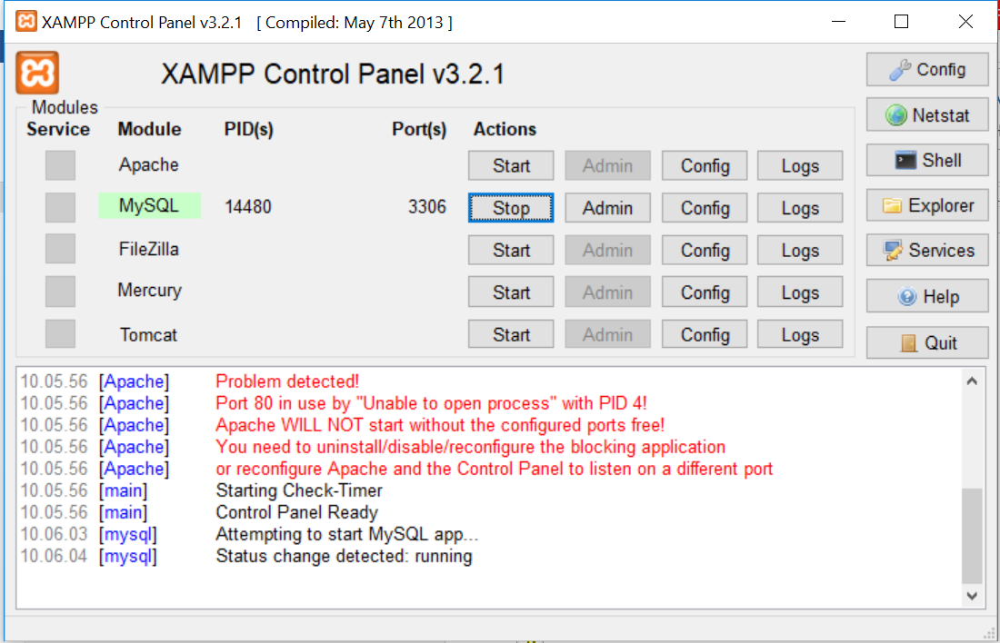 XAMPP Control Panel v3.2.1 [ Compiled: May 7th 2013 ]
XAMPP Control Panel v3.2.1
Config
Modules
Netstat
Service Module PID(s) Port(s) Actions
Apache Start Admin Config Logs
Shell
MySQL 14480 3306 Stop Admin Config Logs
Explorer
FileZilla Start Admin Config Logs
Services
Mercury Start Admin Config Logs
Help
Tomcat Start Admin Config Logs
Quit
10.05.56 [Apache] Problem detected!
10.05.56 [Apache] Port 80 in use by "Unable to open process" with PID 4!
10.05.56 [Apache] Apache WILL NOT start without the configured ports free!
10.05.56 [Apache] You need to uninstall/disable/reconfigure the blocking application
10.05.56 [Apache] or reconfigure Apache and the Control Panel to listen on a different port
10.05.56 [main] Starting Check-Timer
10.05.56 [main] Control Panel Ready
10.06.03 [mysql] Attempting to start MySQL app...
10.06.04 [mysql] Status change detected: running